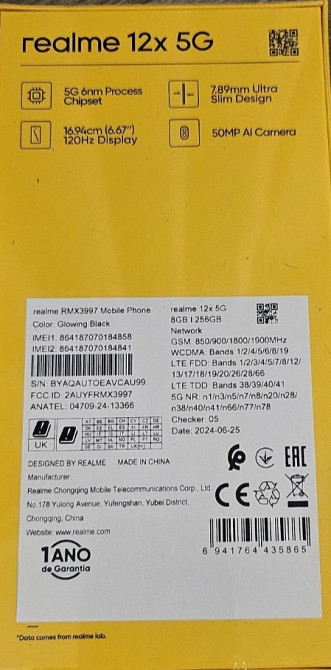 realme 12x 5G
5G 6nm Process
Chipset
7.89mm Ultra
Slim Design
16.94cm (6.67")
120Hz Display
50MP AI Camera
realme RMX3997 Mobile Phone
Color: Glowing Black
IMEI1: 864187070184858
IMEI2: 864187070184841
S/N: BYAQAUTOEAVCAU99
FCC ID: 2AUYFRMX3997
ANATEL: 04709-24-13366
UK
realme 12x 5G
8GB | 256GB
Network
GSM: 850/900/1800/1900MHz
WCDMA: Bands 1/2/4/5/6/8/19
LTE FDD: Bands 1/2/3/4/5/7/8/12/
13/17/18/19/20/26/28/66
LTE TDD: Bands 38/39/40/41
5G NR: n1/n3/n5/n7/n8/n20/n28/
n38/n40/n41/n66/n77/n78
Checker: 05
Date: 2024-06-25
DESIGNED BY REALME MADE IN CHINA
Manufacturer:
Realme Chongqing Mobile Telecommunications Corp., Ltd.
No.178 Yulong Avenue, Yufengshan, Yubei District,
Chongqing, China
Website: www.realme.com
EAC
CE
1 ANO
de Garantia
6 941764 435865
*Data comes from realme lab.